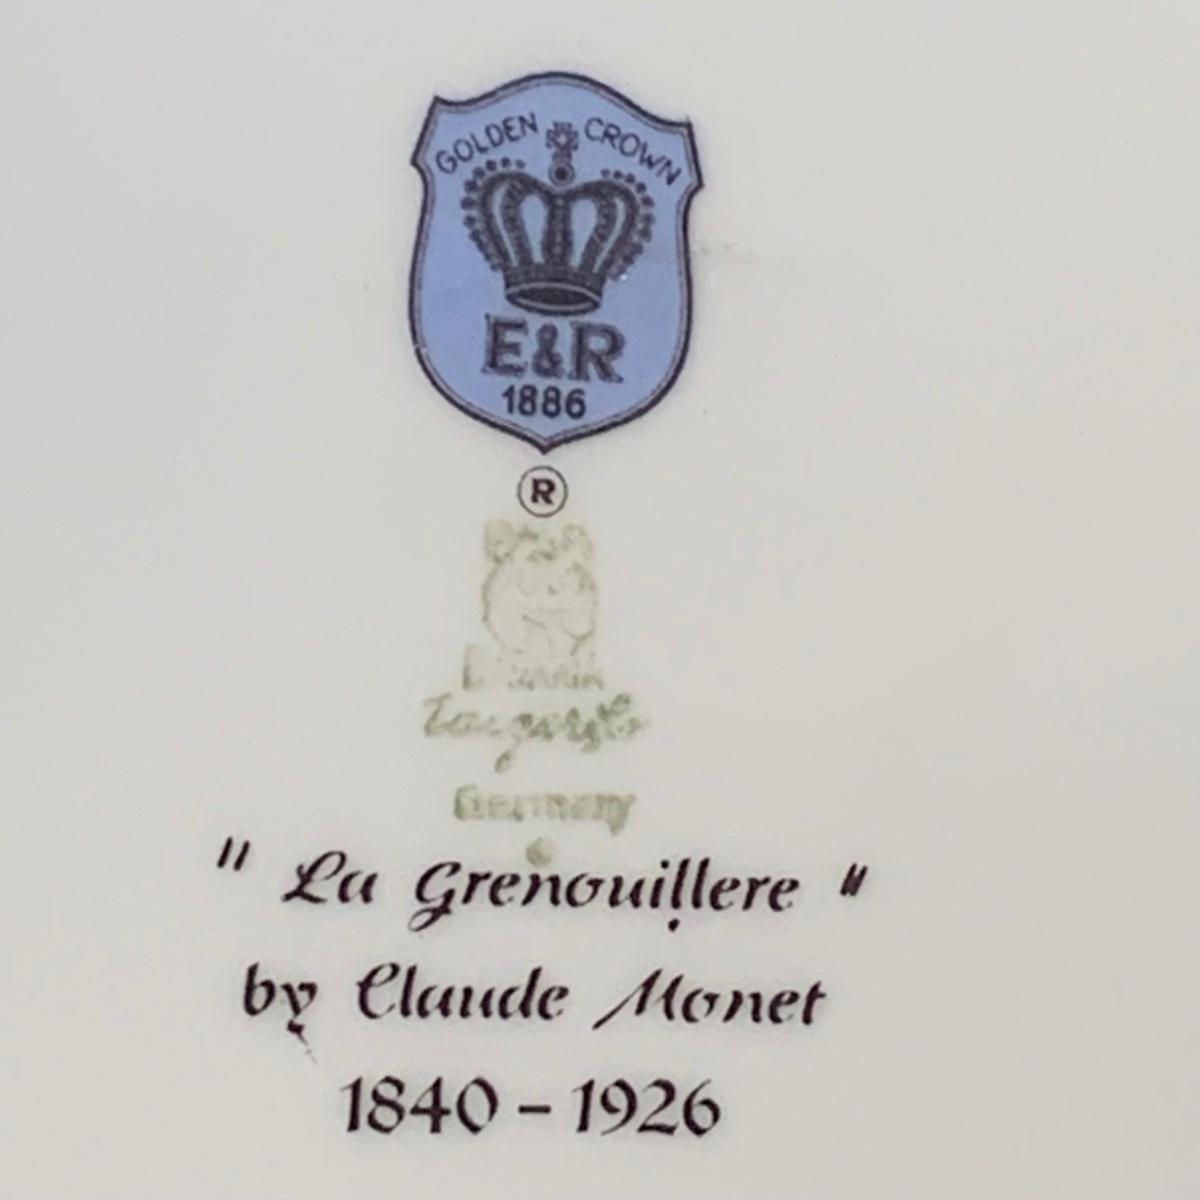 GOLDEN CROWN
E&R
1886
®
Germany
" La Grenouillere "
by Claude Monet
1840 – 1926